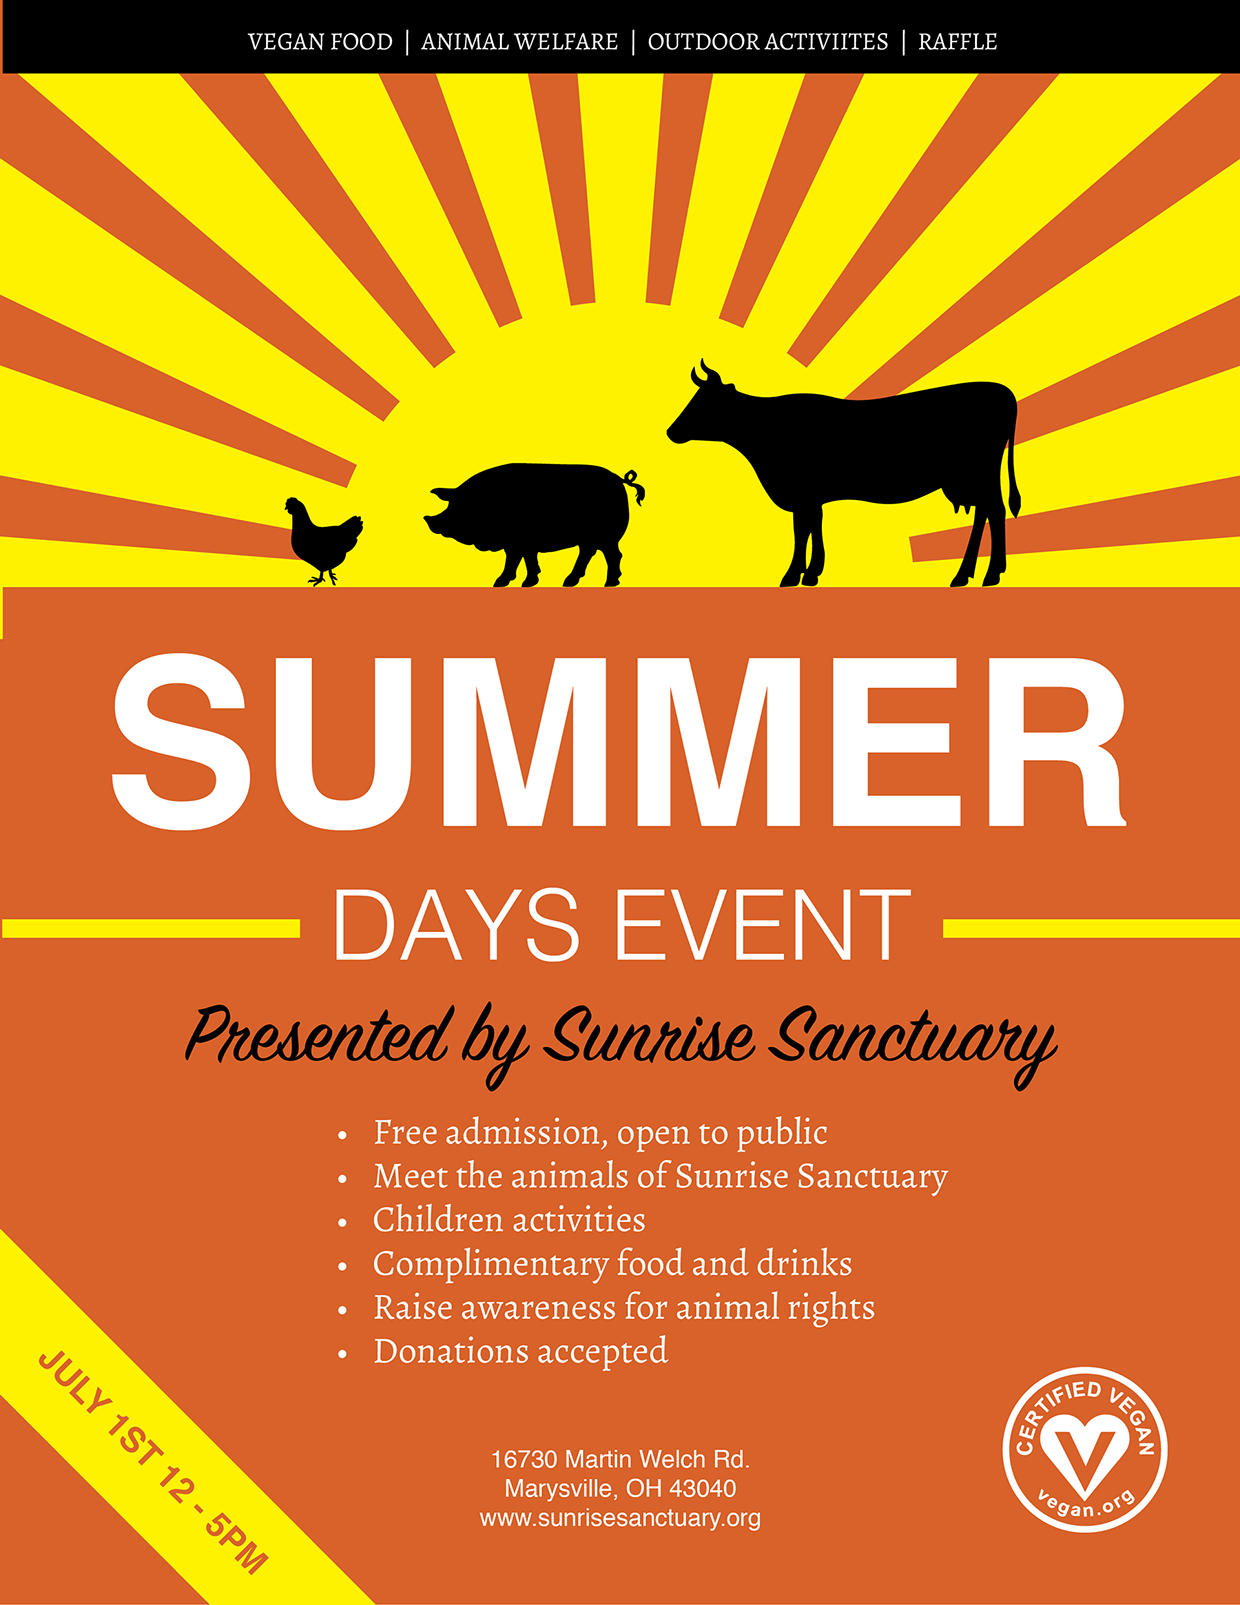 VEGAN FOOD | ANIMAL WELFARE | OUTDOOR ACTIVIITES | RAFFLE
SUMMER
DAYS EVENT
Presented by Sunrise Sanctuary
• Free admission, open to public
• Meet the animals of Sunrise Sanctuary
• Children activities
• Complimentary food and drinks
• Raise awareness for animal rights
• Donations accepted
JULY 1ST 12 - 5PM
16730 Martin Welch Rd.
Marysville, OH 43040
www.sunrisesanctuary.org
CERTIFIED VEGAN
V
vegan.org